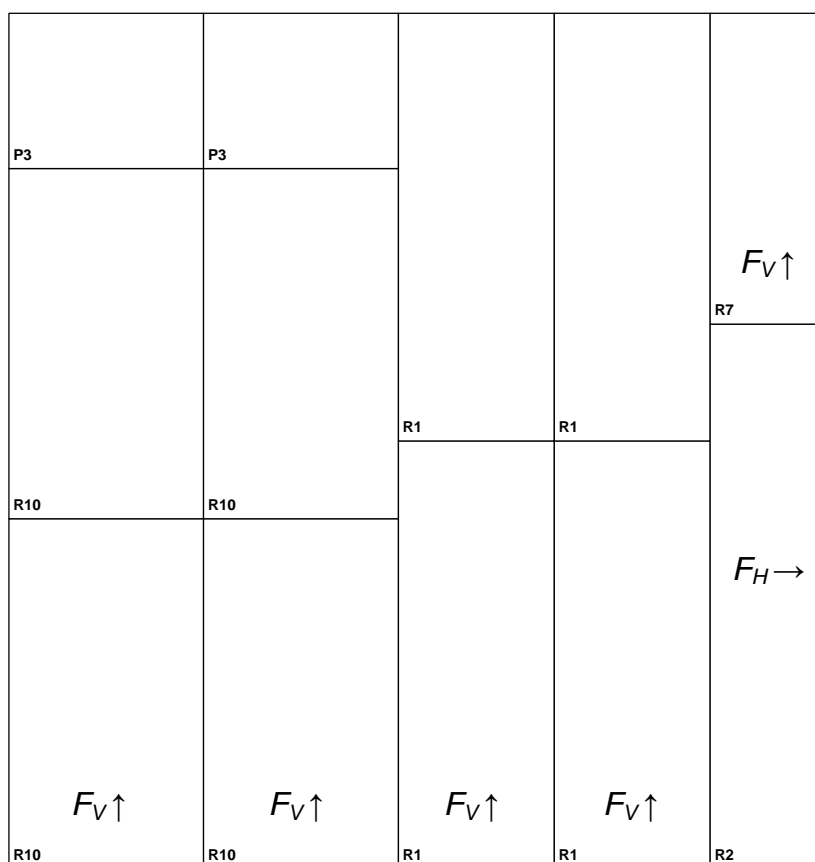 P3 P3
F_V↑
R7
R1 R1
R10 R10
F_H→
F_V↑ F_V↑ F_V↑ F_V↑
R10 R10 R1 R1 R2